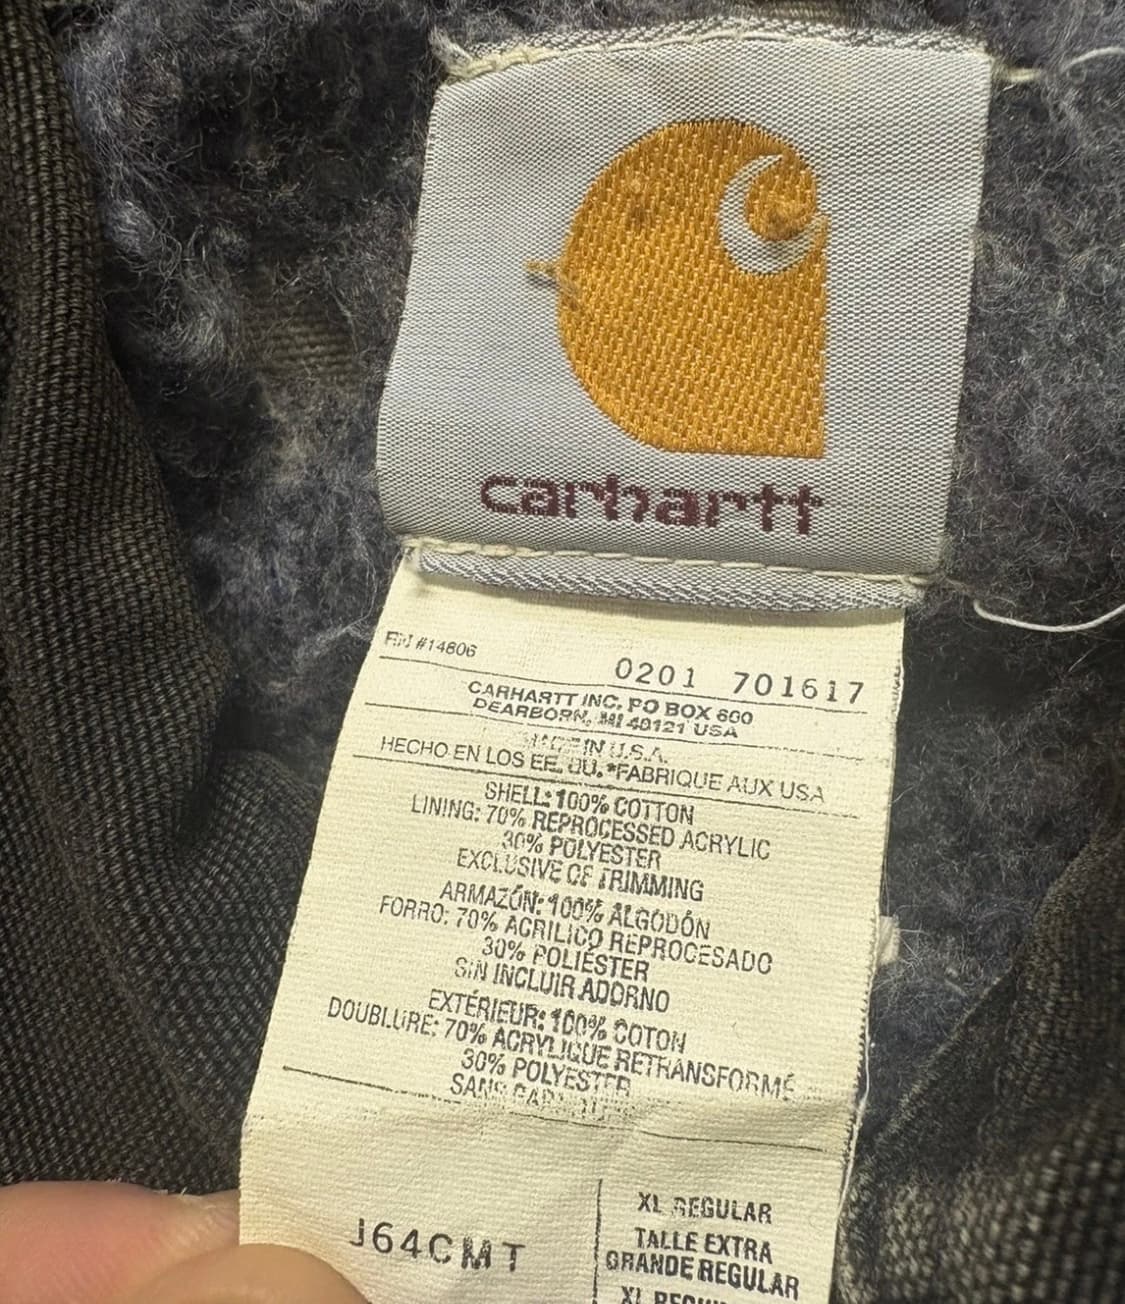 carhartt
RN #14806
0201 701617
CARHARTT INC. PO BOX 600
DEARBORN, MI 48121 USA
MADE IN U.S.A.
HECHO EN LOS EE. UU. *FABRIQUE AUX USA
SHELL: 100% COTTON
LINING: 70% REPROCESSED ACRYLIC
30% POLYESTER
EXCLUSIVE OF TRIMMING
ARMAZÓN: 100% ALGODÓN
FORRO: 70% ACRILICO REPROCESADO
30% POLIÉSTER
SIN INCLUIR ADORNO
EXTÉRIEUR: 100% COTON
DOUBLURE: 70% ACRYLIQUE RETRANSFORMÉ
30% POLYESTER
SANS
J64CMT
XL REGULAR
TALLE EXTRA
GRANDE REGULAR
XL